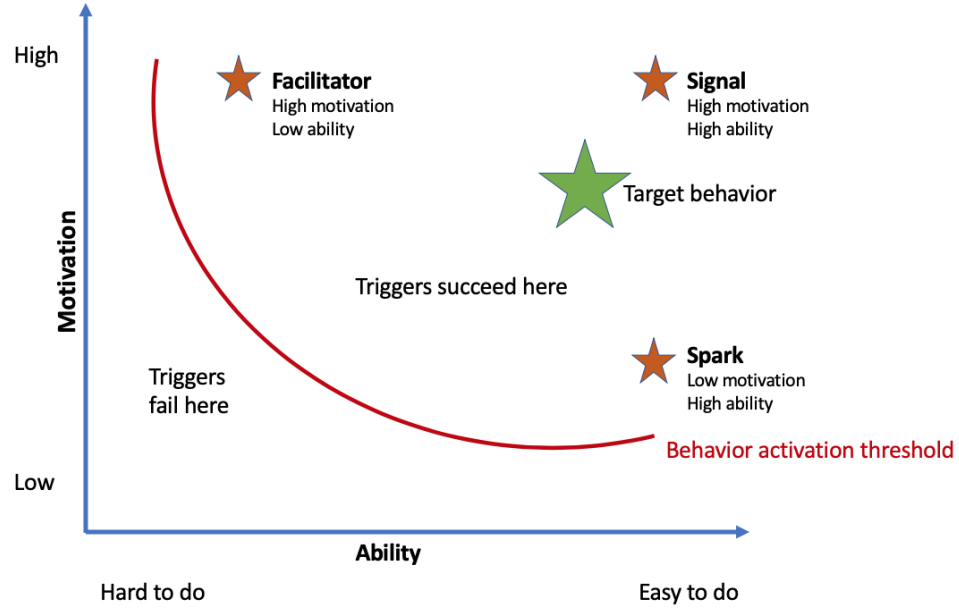 High
Facilitator
High motivation
Low ability
Signal
High motivation
High ability
Target behavior
Motivation
Triggers succeed here
Triggers
fail here
Spark
Low motivation
High ability
Behavior activation threshold
Low
Ability
Hard to do
Easy to do